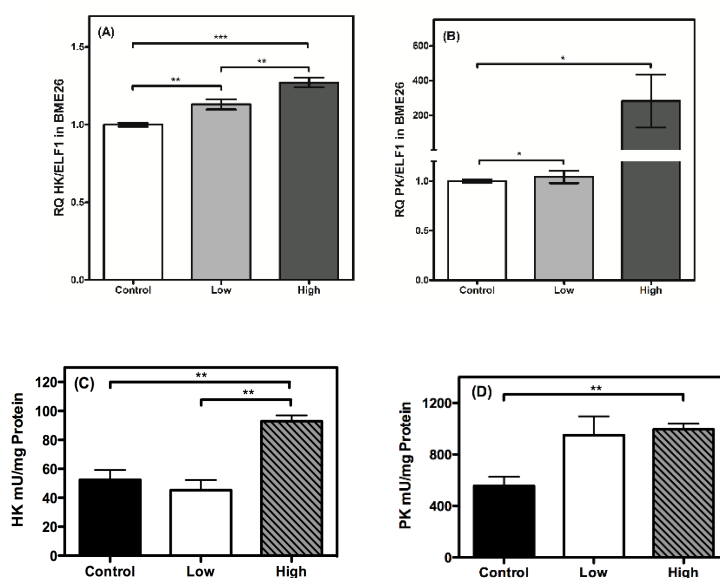 (A)
RQ HK/ELF1 in BME26
1.5
1.0
0.5
0.0
***
**
**
Control Low High
(B)
RQ PK/ELF1 in BME26
600
400
200
1.0
0.5
0.0
*
*
Control Low High
(C)
HK mU/mg Protein
120
100
80
60
40
20
0
**
**
Control Low High
(D)
PK mU/mg Protein
1200
800
400
0
**
Control Low High